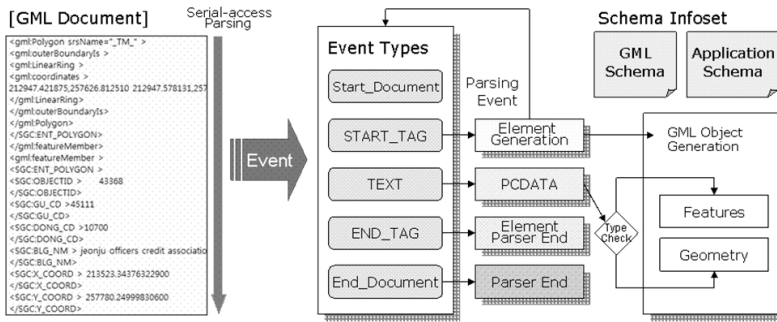 [GML Document]
Serial-access
Parsing
<gml:Polygon srsName="_TM_" >
<gml:outerBoundaryIs >
<gml:LinearRing >
<gml:coordinates >
212947.421875,257626.812510 212947.578131,257
</gml:LinearRing>
</gml:outerBoundaryIs>
</gml:Polygon>
</SGC:ENT_POLYGON>
</gml:featureMember>
<gml:featureMember >
<SGC:ENT_POLYGON >
<SGC:OBJECTID > 43368
</SGC:OBJECTID>
<SGC:GU_CD >45111
</SGC:GU_CD>
<SGC:DONG_CD >10700
</SGC:DONG_CD>
<SGC:BLG_NM > jeonju officers credit associatio
</SGC:BLG_NM>
<SGC:X_COORD > 213523.34376322900
</SGC:X_COORD>
<SGC:Y_COORD > 257780.24999830600
</SGC:Y_COORD>
Event
Event Types
Start_Document
START_TAG
TEXT
END_TAG
End_Document
Parsing
Event
Element
Generation
PCDATA
Element
Parser End
Parser End
Type
Check
Schema Infoset
GML
Schema
Application
Schema
GML Object
Generation
Features
Geometry